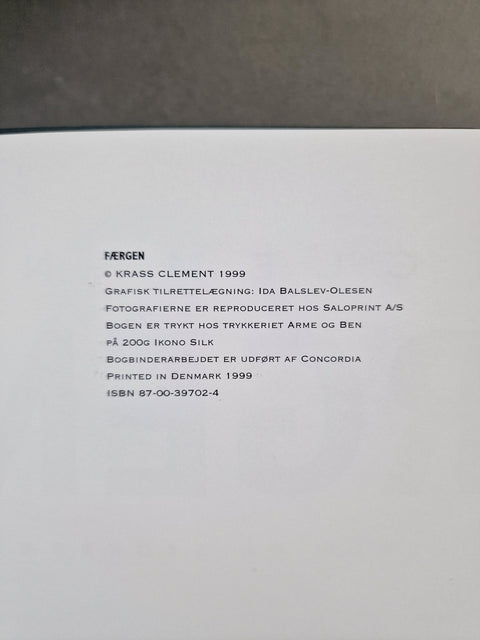 FÆRGEN
© KRASS CLEMENT 1999
GRAFISK TILRETTELÆGNING: IDA BALSLEV-OLESEN
FOTOGRAFIERNE ER REPRODUCERET HOS SALOPRINT A/S
BOGEN ER TRYKT HOS TRYKKERIET ARME OG BEN
PÅ 200G IKONO SILK
BOGBINDERARBEJDET ER UDFØRT AF CONCORDIA
PRINTED IN DENMARK 1999
ISBN 87-00-39702-4